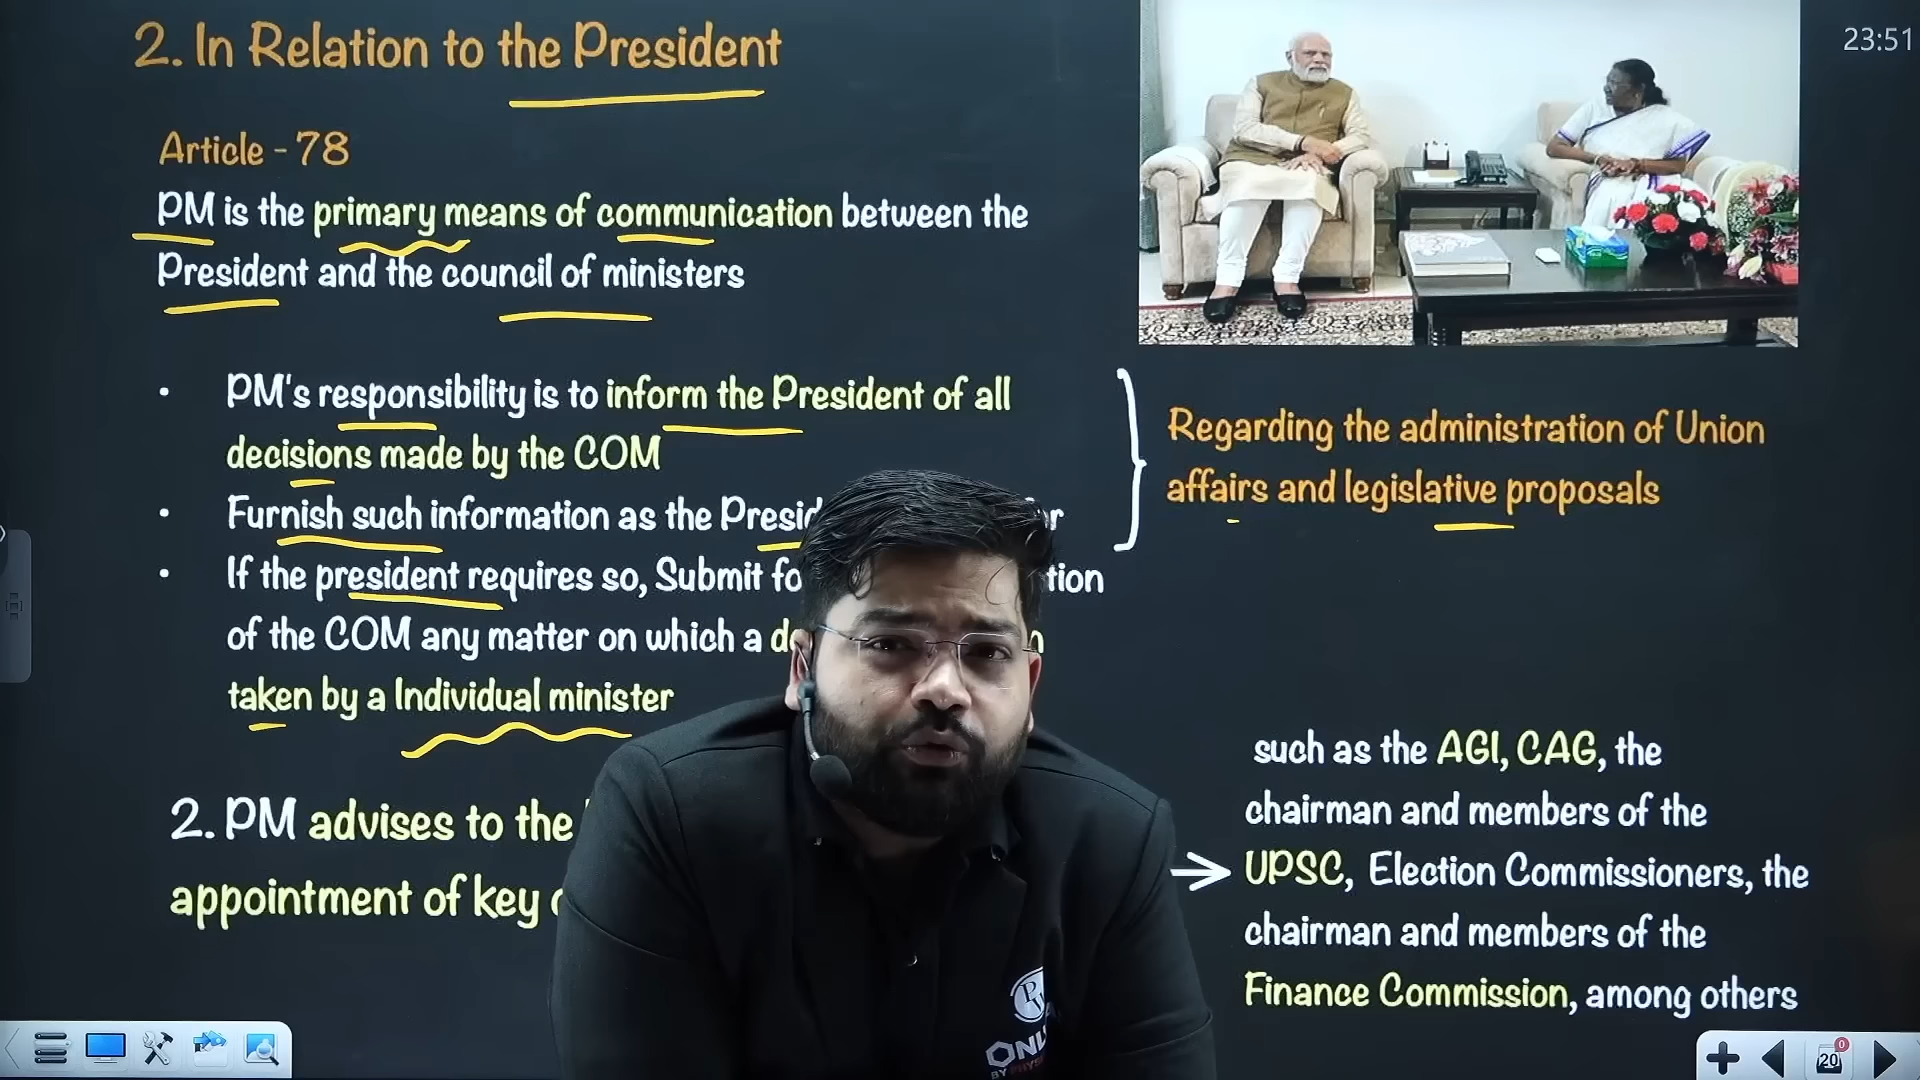 2. In Relation to the President
23:51
Article - 78
PM is the primary means of communication between the
President and the council of ministers
• PM's responsibility is to inform the President of all
decisions made by the COM
• Furnish such information as the
• If the president requires so, Submit
of the COM any matter on which a
taken by a Individual minister
Regarding the administration of Union
affairs and legislative proposals
2. PM advises to the
appointment of key
such as the AGI, CAG, the
chairman and members of the
UPSC, Election Commissioners, the
chairman and members of the
Finance Commission, among others
20
0